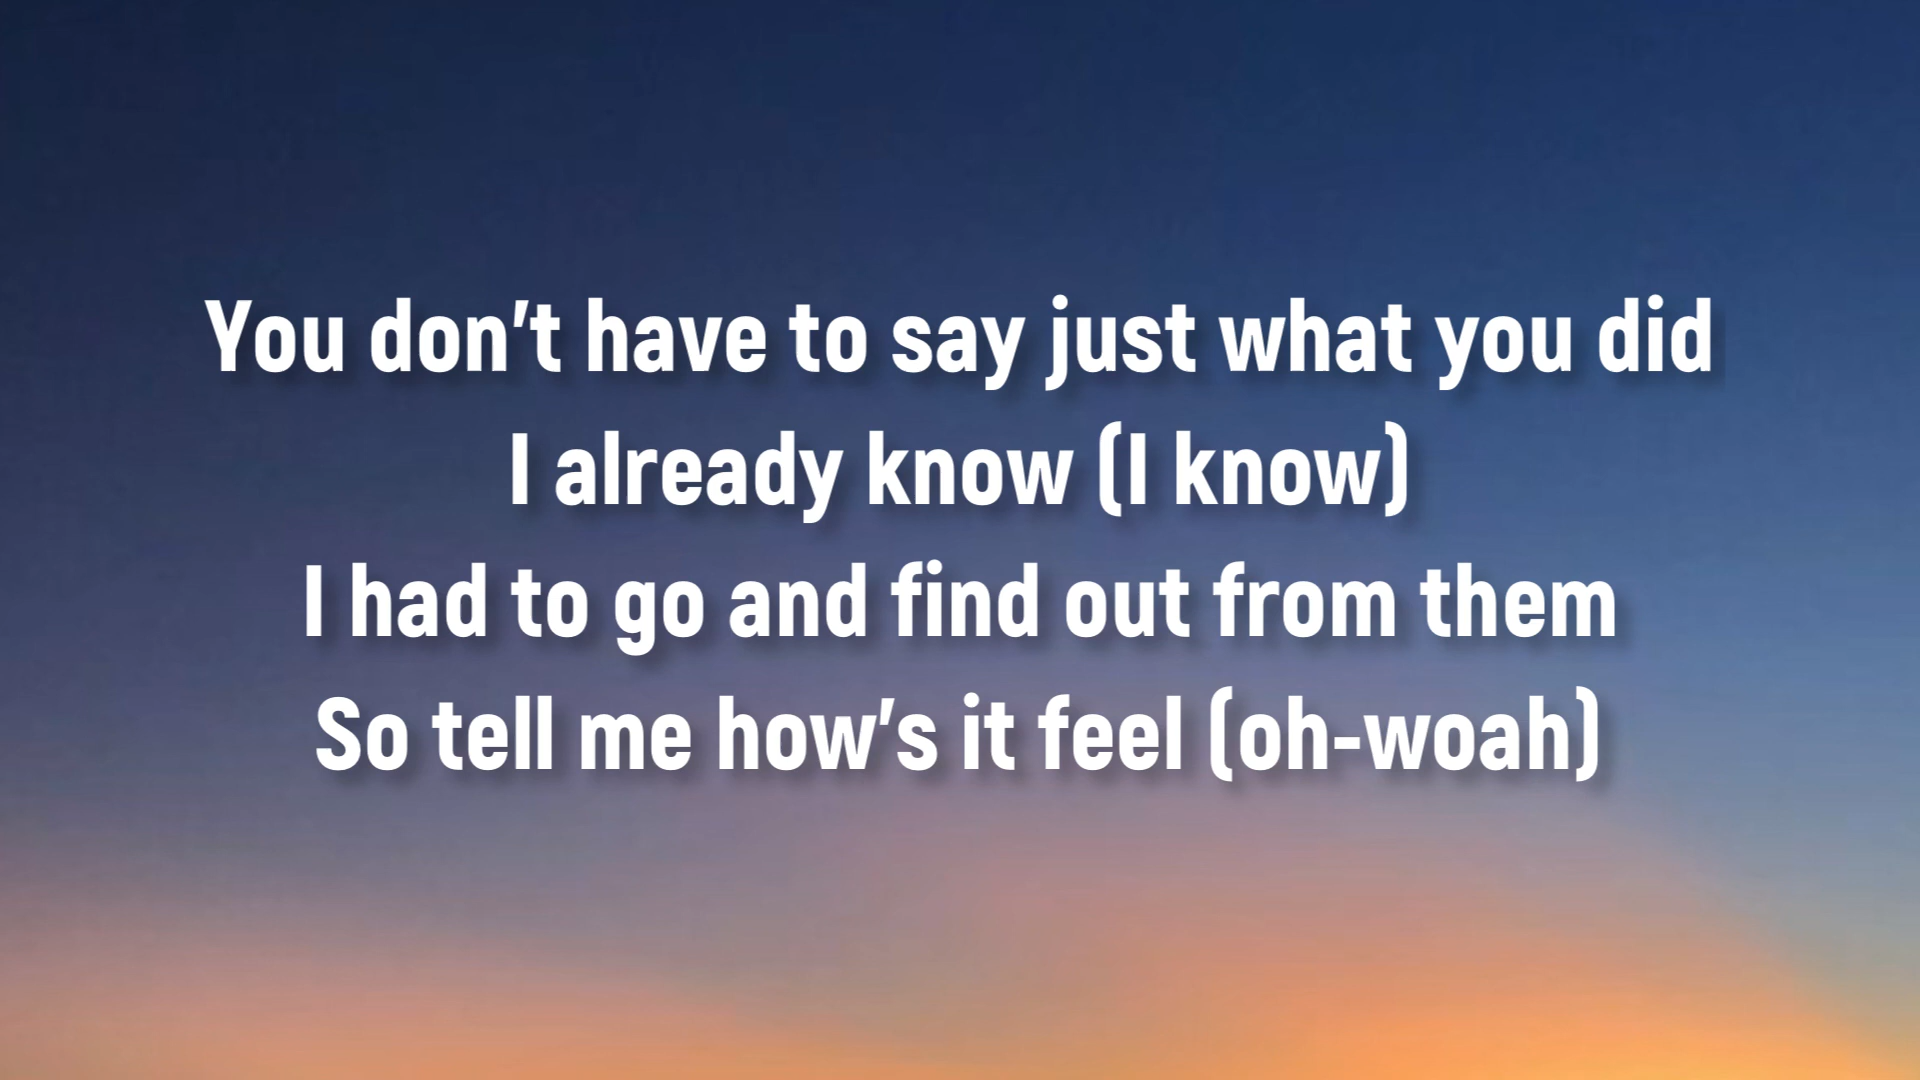 You don't have to say just what you did
I already know (I know)
I had to go and find out from them
So tell me how's it feel (oh-woah)